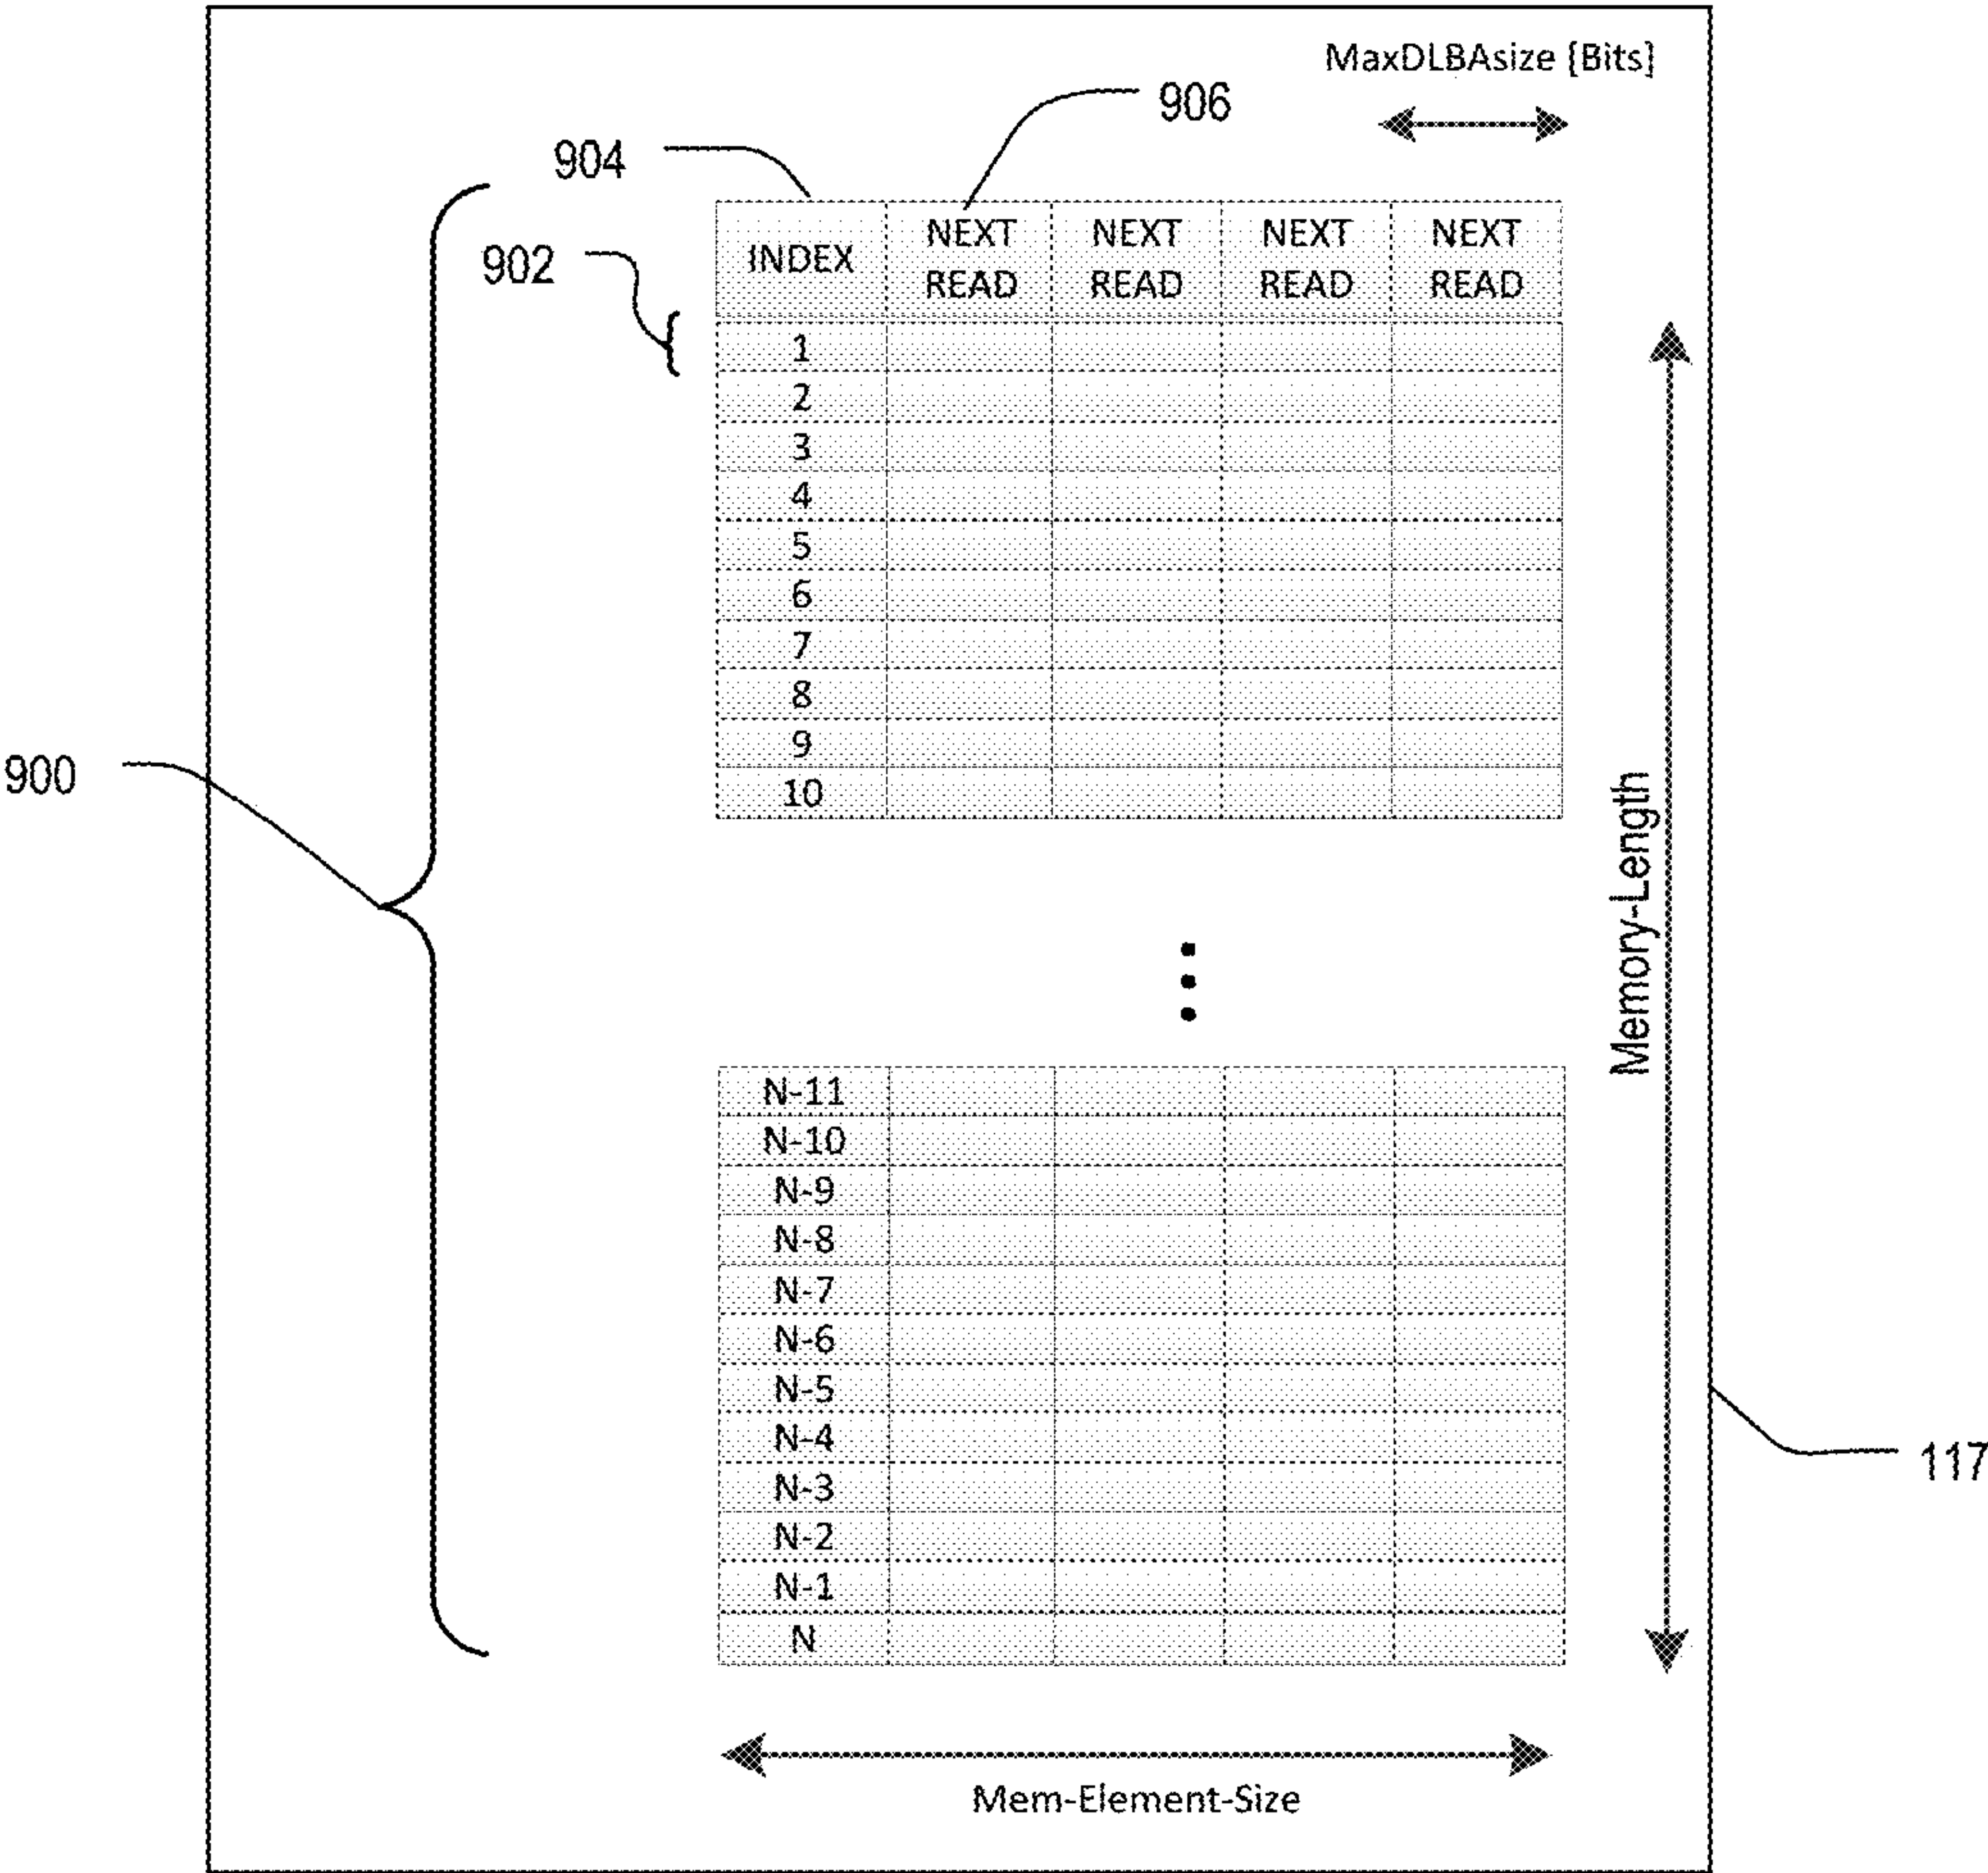 MaxDLBAsize [Bits]
906
904
902
INDEX NEXT READ NEXT READ NEXT READ NEXT READ
1
2
3
4
5
6
7
8
9
10
900
Memory-Length
N-11
N-10
N-9
N-8
N-7
N-6
N-5
N-4
N-3
N-2
N-1
N
117
Mem-Element-Size